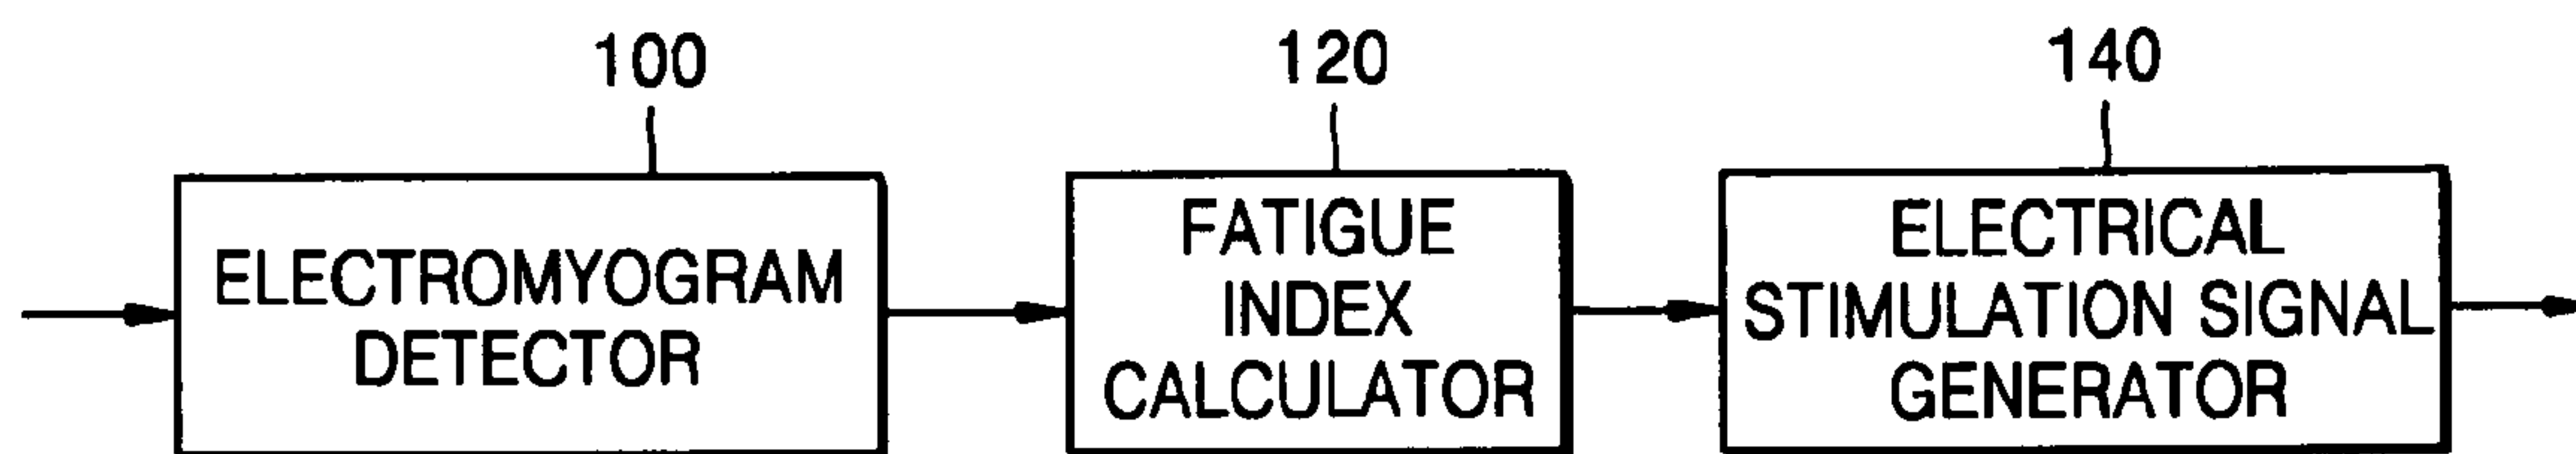 100
120
140
ELECTROMYOGRAM
DETECTOR
FATIGUE
INDEX
CALCULATOR
ELECTRICAL
STIMULATION SIGNAL
GENERATOR